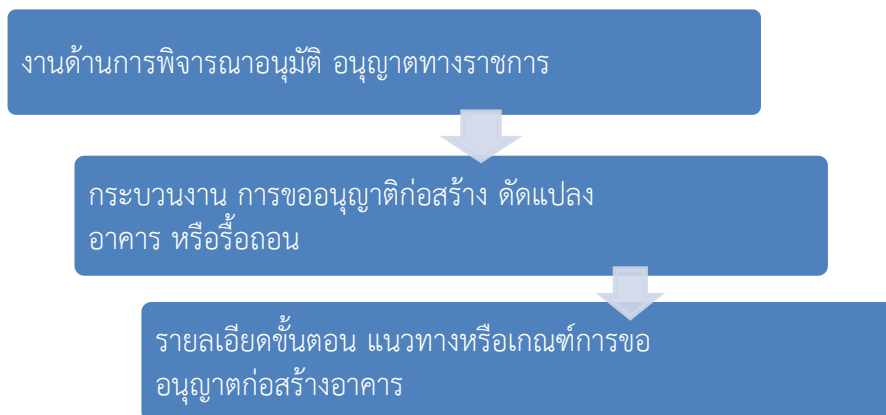 งานด้านการพิจารณาอนุมัติ อนุญาตทางราชการ
กระบวนงาน การขออนุญาติก่อสร้าง ดัดแปลง
อาคาร หรือรื้อถอน
รายลเอียดขั้นตอน แนวทางหรือเกณฑ์การขอ
อนุญาตก่อสร้างอาคาร